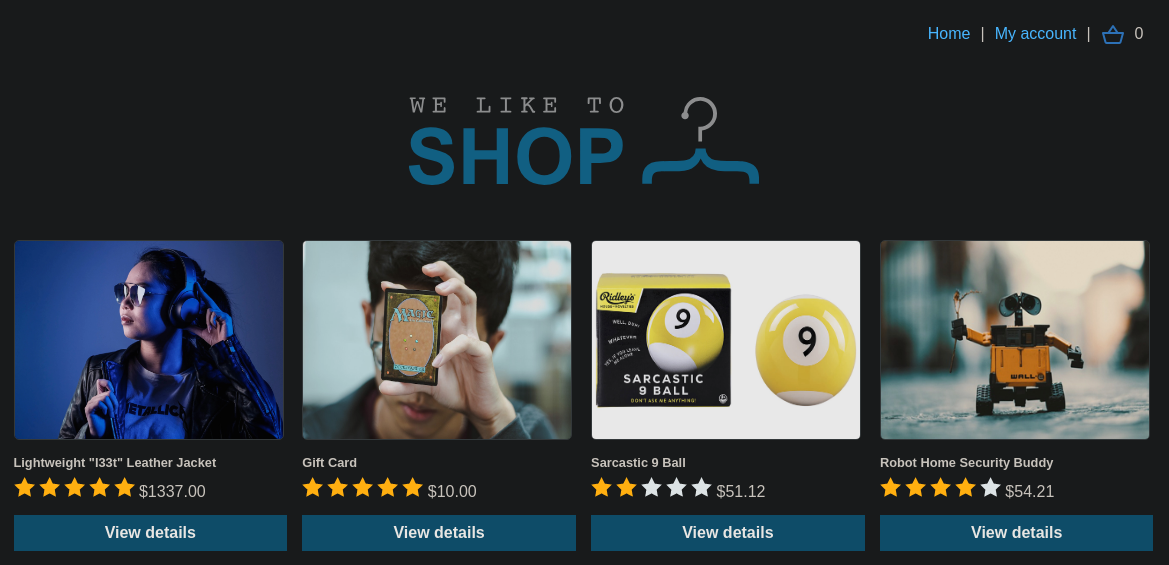 Home | My account | 0
WE LIKE TO
SHOP
METALLICA
MAGIC
Ridley's
WELL, DUH!
WHATEVER
SARCASTIC
9 BALL
DON'T ASK ME ANYTHING!
9
9
WALL·E
Lightweight "l33t" Leather Jacket
Gift Card
Sarcastic 9 Ball
Robot Home Security Buddy
$1337.00
$10.00
$51.12
$54.21
View details
View details
View details
View details